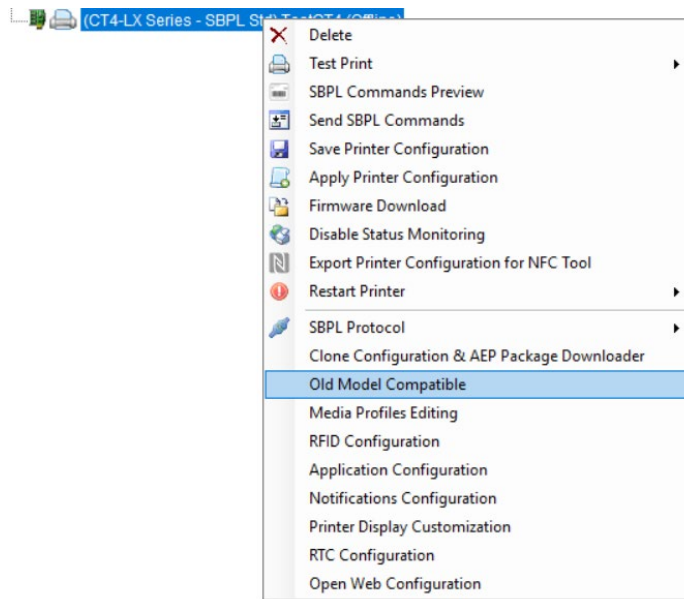 (CT4-LX Series - SBPL Std) TestCT4 (Offline)
Delete
Test Print
SBPL Commands Preview
Send SBPL Commands
Save Printer Configuration
Apply Printer Configuration
Firmware Download
Disable Status Monitoring
Export Printer Configuration for NFC Tool
Restart Printer
SBPL Protocol
Clone Configuration & AEP Package Downloader
Old Model Compatible
Media Profiles Editing
RFID Configuration
Application Configuration
Notifications Configuration
Printer Display Customization
RTC Configuration
Open Web Configuration